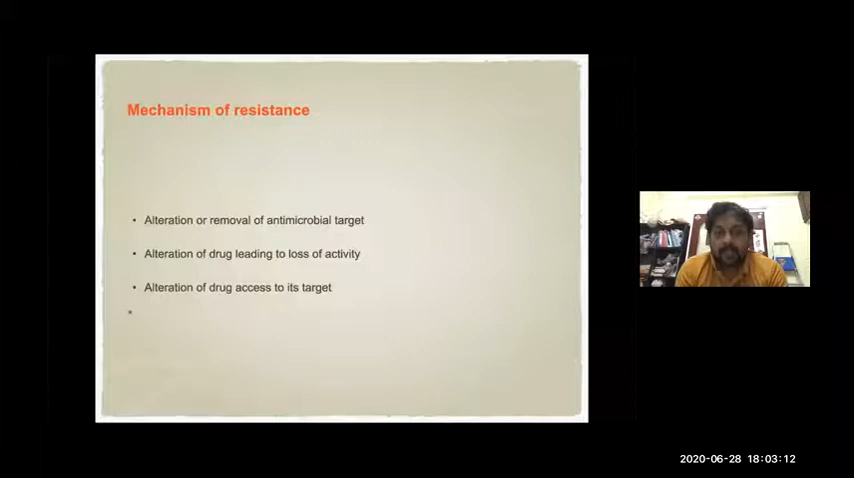 Mechanism of resistance
• Alteration or removal of antimicrobial target
• Alteration of drug leading to loss of activity
• Alteration of drug access to its target
2020-06-28 18:03:12